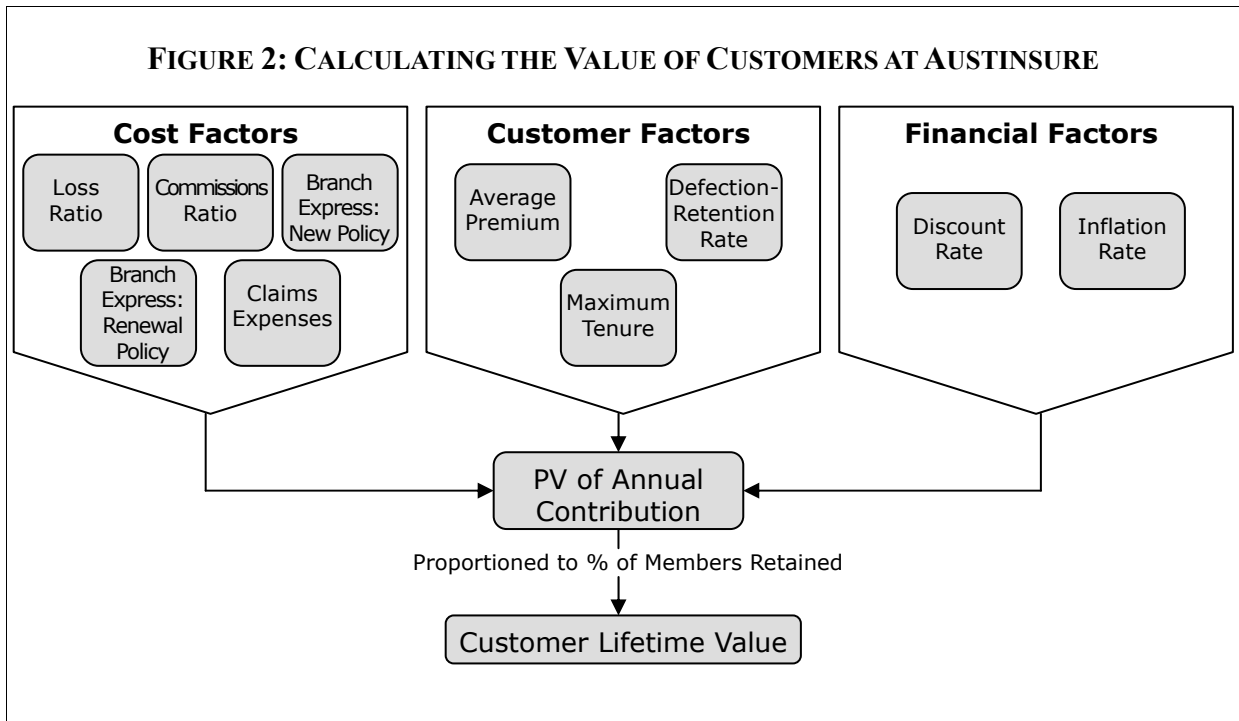 FIGURE 2: CALCULATING THE VALUE OF CUSTOMERS AT AUSTINSURE
Cost Factors
Loss
Ratio
Commissions
Ratio
Branch
Express:
New Policy
Branch
Express:
Renewal
Policy
Claims
Expenses
Customer Factors
Average
Premium
Defection-
Retention
Rate
Maximum
Tenure
Financial Factors
Discount
Rate
Inflation
Rate
PV of Annual
Contribution
Proportioned to % of Members Retained
Customer Lifetime Value